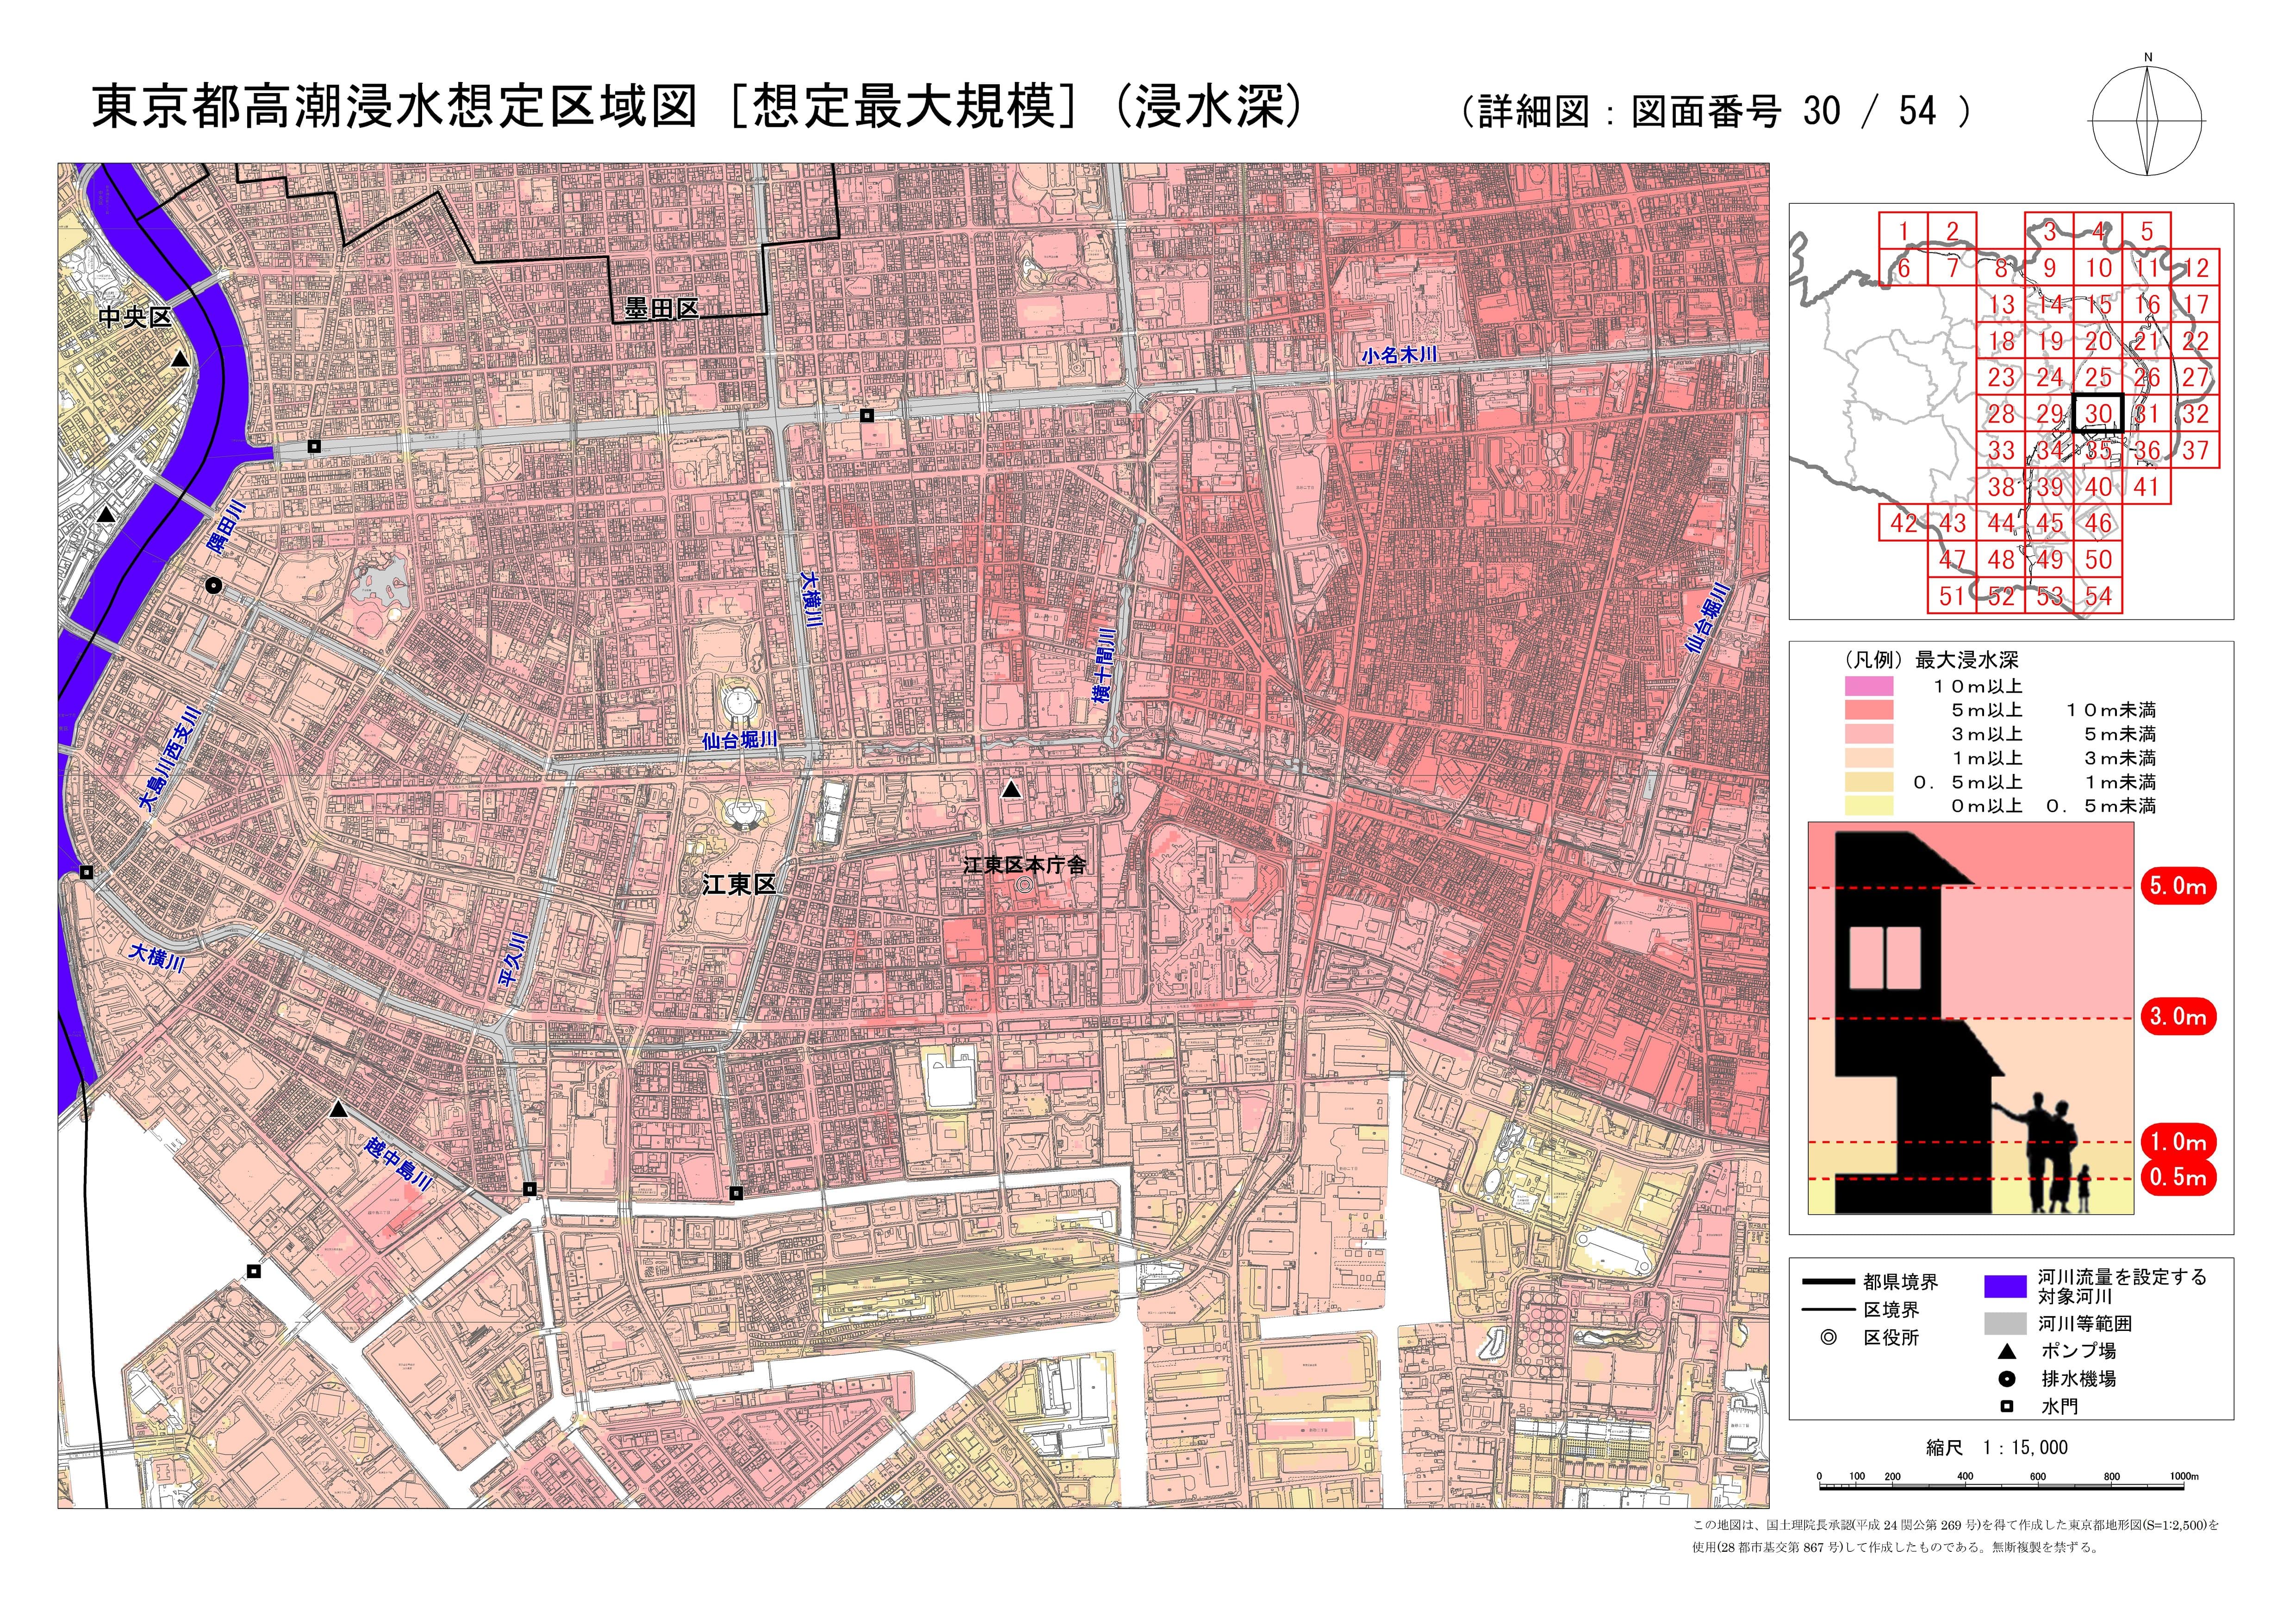 東京都高潮浸水想定区域図［想定最大規模］（浸水深）
（詳細図：図面番号 30 / 54 ）
N
中央区
墨田区
小名木川
隅田川
大横川
横十間川
仙台堀川
大島川西支川
仙台堀川
江東区本庁舎
江東区
大横川
平久川
越中島川
1 2 3 4 5
6 7 8 9 10 11 12
13 14 15 16 17
18 19 20 21 22
23 24 25 26 27
28 29 30 31 32
33 34 35 36 37
38 39 40 41
42 43 44 45 46
47 48 49 50
51 52 53 54
（凡例）最大浸水深
１０ｍ以上
５ｍ以上 １０ｍ未満
３ｍ以上 ５ｍ未満
１ｍ以上 ３ｍ未満
０．５ｍ以上 １ｍ未満
０ｍ以上 ０．５ｍ未満
5.0m
3.0m
1.0m
0.5m
都県境界
区境界
区役所
河川流量を設定する
対象河川
河川等範囲
ポンプ場
排水機場
水門
縮尺 1：15,000
0 100 200 400 600 800 1000m
この地図は、国土地理院長承認(平成 24 関公第 269 号)を得て作成した東京都地形図(S=1:2,500)を
使用(28 都市基交第 867 号)して作成したものである。無断複製を禁ずる。